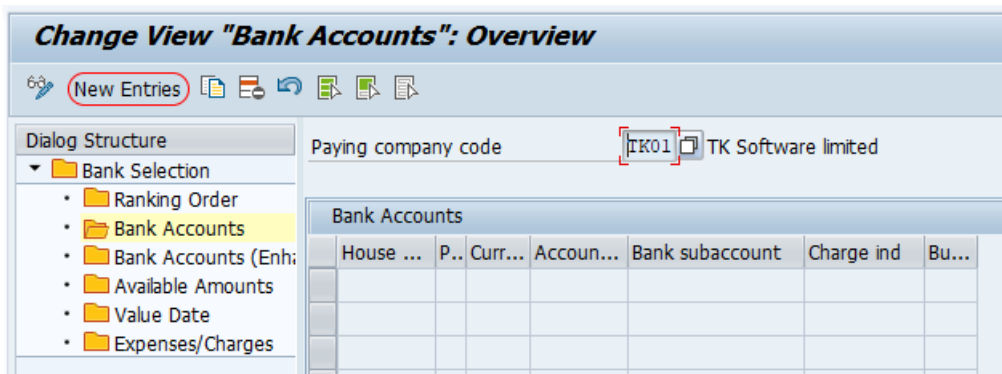 Change View "Bank Accounts": Overview
New Entries
Dialog Structure
Bank Selection
Ranking Order
Bank Accounts
Bank Accounts (Enha
Available Amounts
Value Date
Expenses/Charges
Paying company code TK01 TK Software limited
Bank Accounts
House ... P.. Curr... Accoun... Bank subaccount Charge ind Bu...